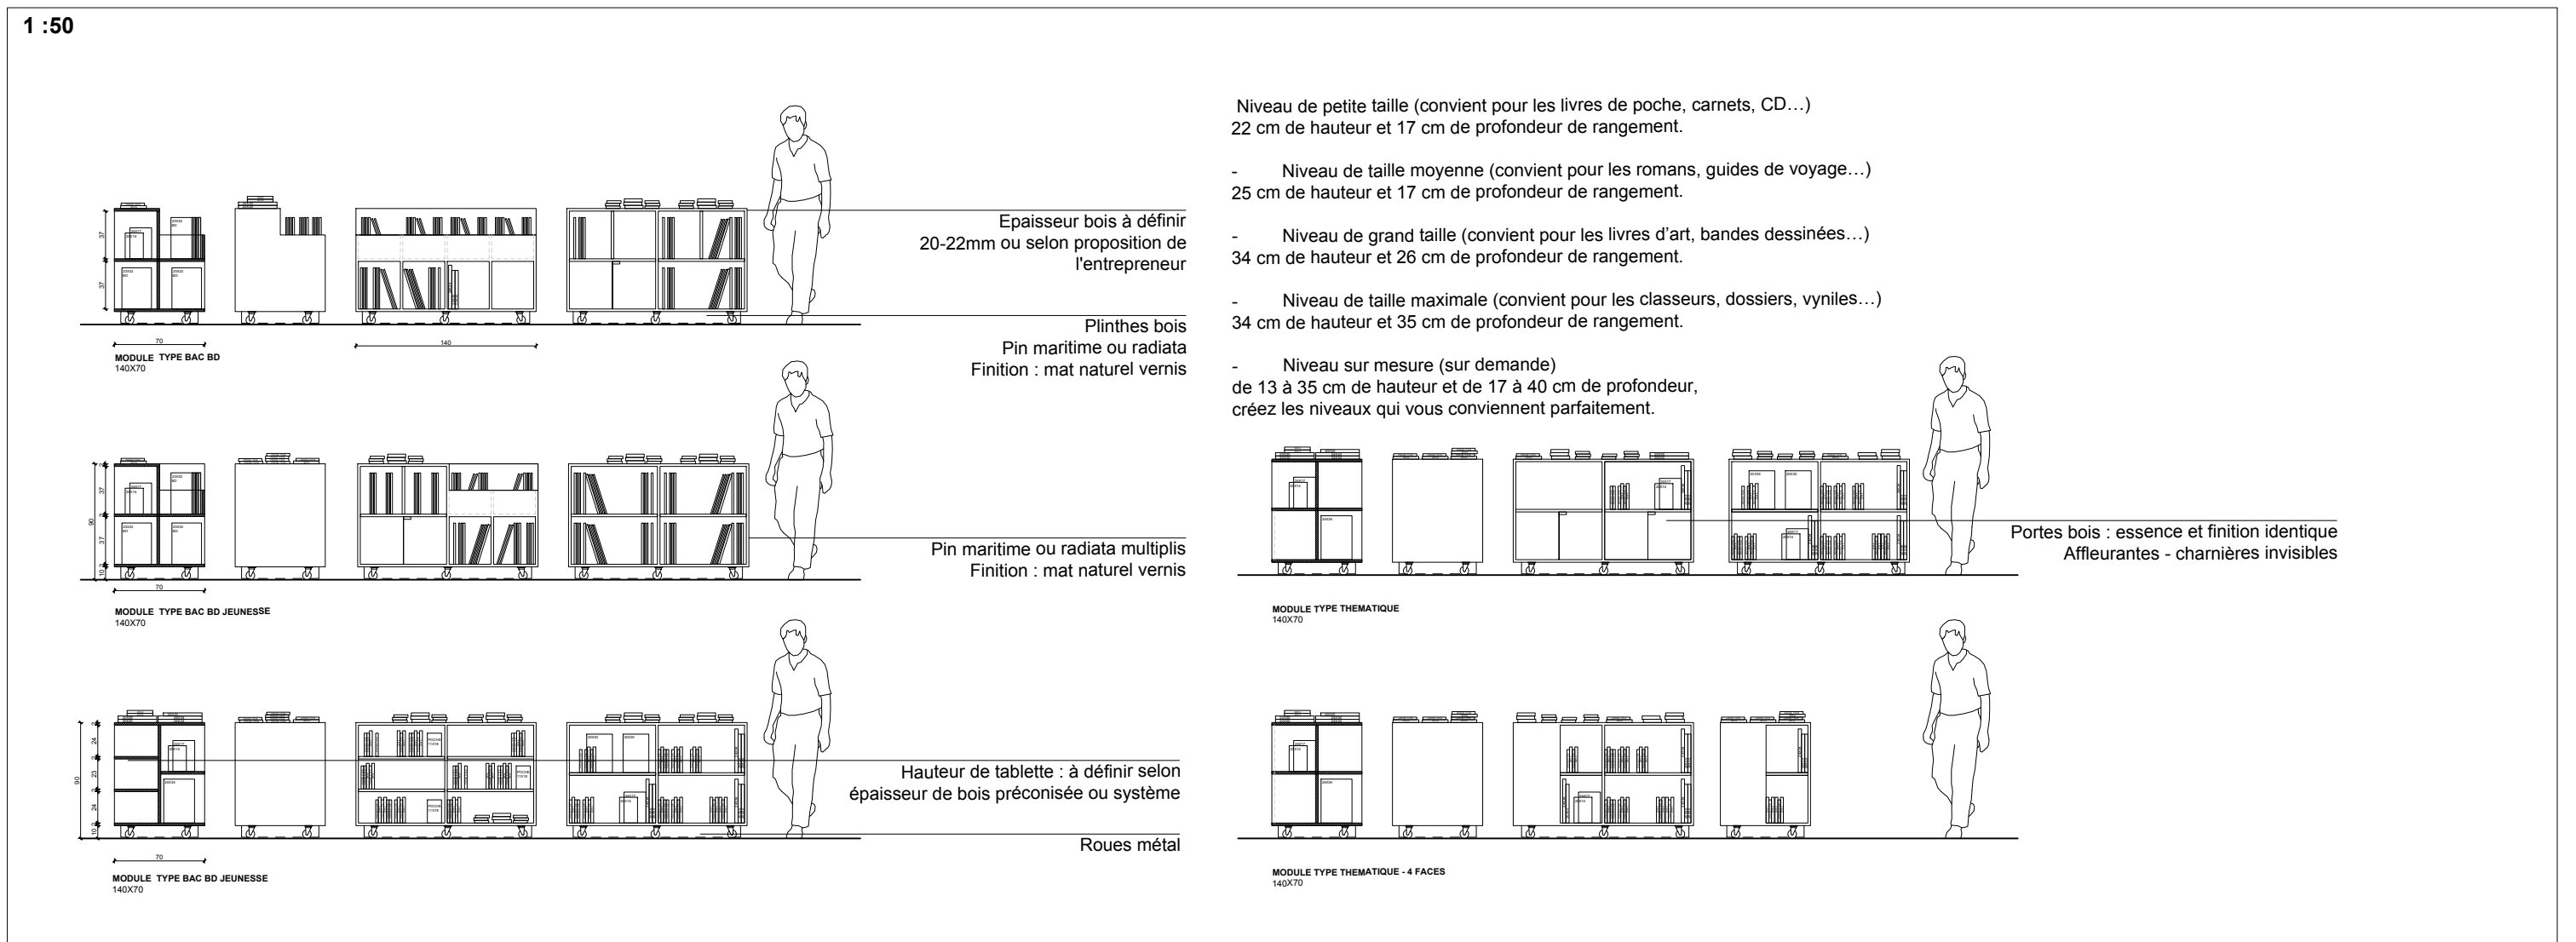 1 :50
Epaisseur bois à définir
20-22mm ou selon proposition de
l'entrepreneur
Plinthes bois
Pin maritime ou radiata
Finition : mat naturel vernis
37
37
70
140
MODULE TYPE BAC BD
140X70
Pin maritime ou radiata multiplis
Finition : mat naturel vernis
90
2
37
2
37
2
10
70
MODULE TYPE BAC BD JEUNESSE
140X70
Hauteur de tablette : à définir selon
épaisseur de bois préconisée ou système
Roues métal
90
2
24
2
23
2
24
2
10
70
MODULE TYPE BAC BD JEUNESSE
140X70
Niveau de petite taille (convient pour les livres de poche, carnets, CD…)
22 cm de hauteur et 17 cm de profondeur de rangement.
- Niveau de taille moyenne (convient pour les romans, guides de voyage…)
25 cm de hauteur et 17 cm de profondeur de rangement.
- Niveau de grand taille (convient pour les livres d’art, bandes dessinées…)
34 cm de hauteur et 26 cm de profondeur de rangement.
- Niveau de taille maximale (convient pour les classeurs, dossiers, vyniles…)
34 cm de hauteur et 35 cm de profondeur de rangement.
- Niveau sur mesure (sur demande)
de 13 à 35 cm de hauteur et de 17 à 40 cm de profondeur,
créez les niveaux qui vous conviennent parfaitement.
Portes bois : essence et finition identique
Affleurantes - charnières invisibles
MODULE TYPE THEMATIQUE
140X70
MODULE TYPE THEMATIQUE - 4 FACES
140X70